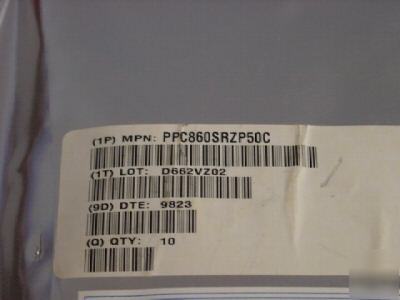 (1P) MPN: PPC860SRZP50C
(1T) LOT: D662VZ02
(9D) DTE: 9823
(Q) QTY: 10